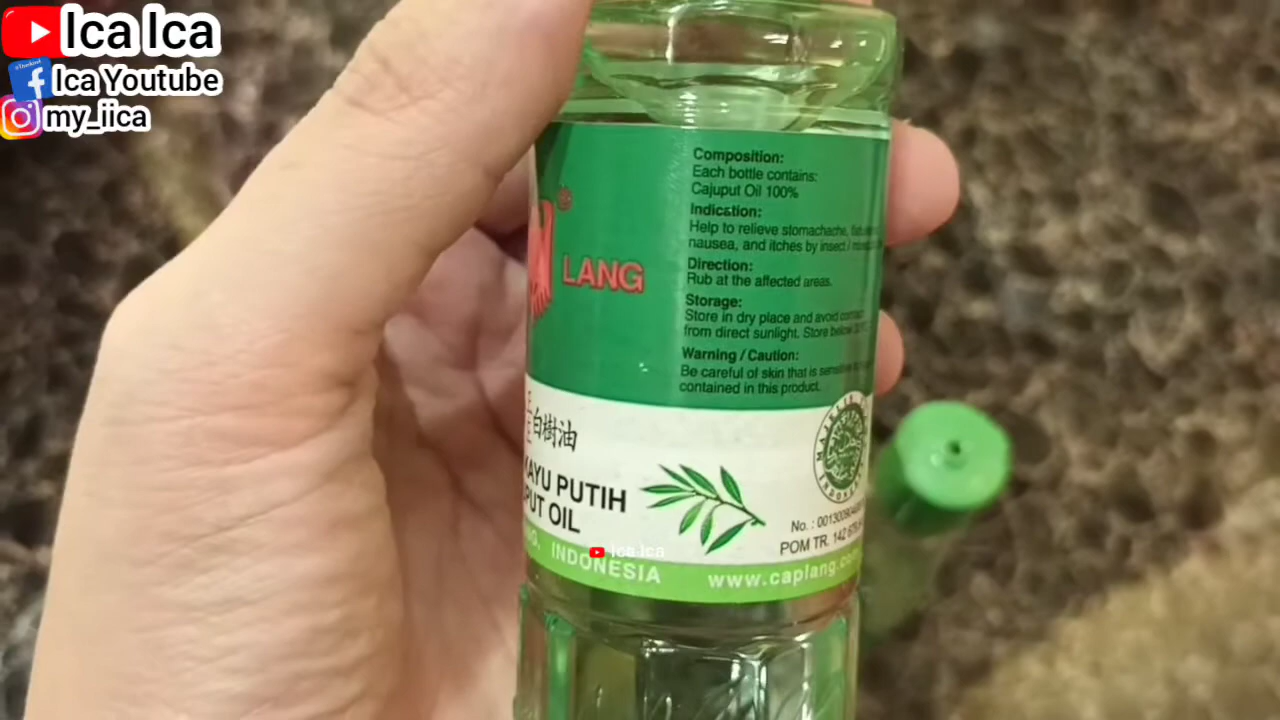 Ica Ica
Ica Youtube
my_iica
Composition:
Each bottle contains:
Cajuput Oil 100%
Indication:
Help to relieve stomachache,
nausea, and itches by insect /
LANG
Direction:
Rub at the affected areas.
Storage:
Store in dry place and avoid
from direct sunlight. Store below
Warning / Caution:
Be careful of skin that is sensitive
contained in this product.
白樹油
KAYU PUTIH
PUT OIL
INDONESIA
POM TR. 142
Ica Ica
INDONESIA
www.caplang.com